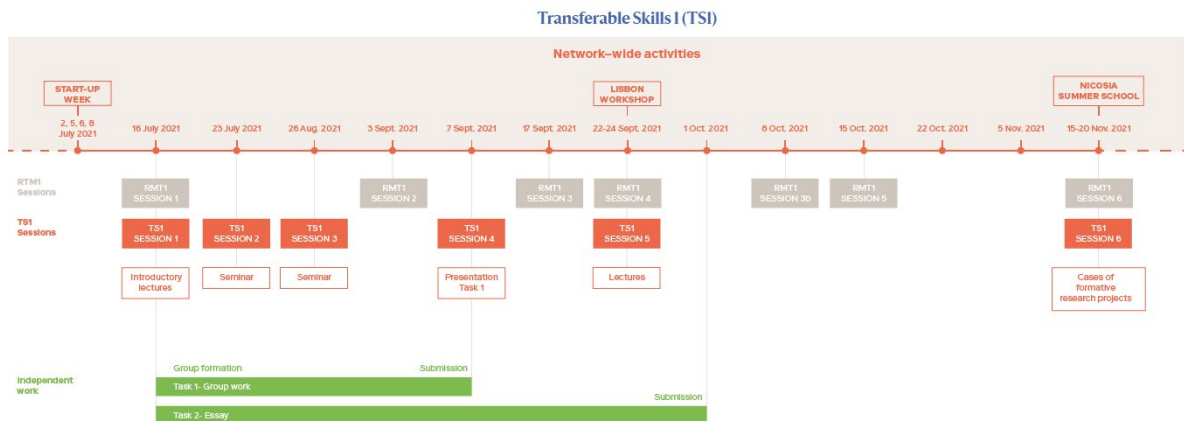 Transferable Skills I (TSI)
Network-wide activities
START-UP
WEEK
LISBON
WORKSHOP
NICOSIA
SUMMER SCHOOL
2, 5, 6, 8
July 2021
16 July 2021
23 July 2021
26 Aug. 2021
3 Sept. 2021
7 Sept. 2021
17 Sept. 2021
22-24 Sept. 2021
1 Oct. 2021
8 Oct. 2021
15 Oct. 2021
22 Oct. 2021
5 Nov. 2021
15-20 Nov. 2021
RTM1
Sessions
RMT1
SESSION 1
RMT1
SESSION 2
RMT1
SESSION 3
RMT1
SESSION 4
RMT1
SESSION 3b
RMT1
SESSION 5
RMT1
SESSION 6
TS1
Sessions
TS1
SESSION 1
TS1
SESSION 2
TS1
SESSION 3
TS1
SESSION 4
TS1
SESSION 5
TS1
SESSION 6
Introductory
lectures
Seminar
Seminar
Presentation
Task 1
Lectures
Cases of
formative
research projects
Independent
work
Group formation
Submission
Task 1- Group work
Submission
Task 2- Essay